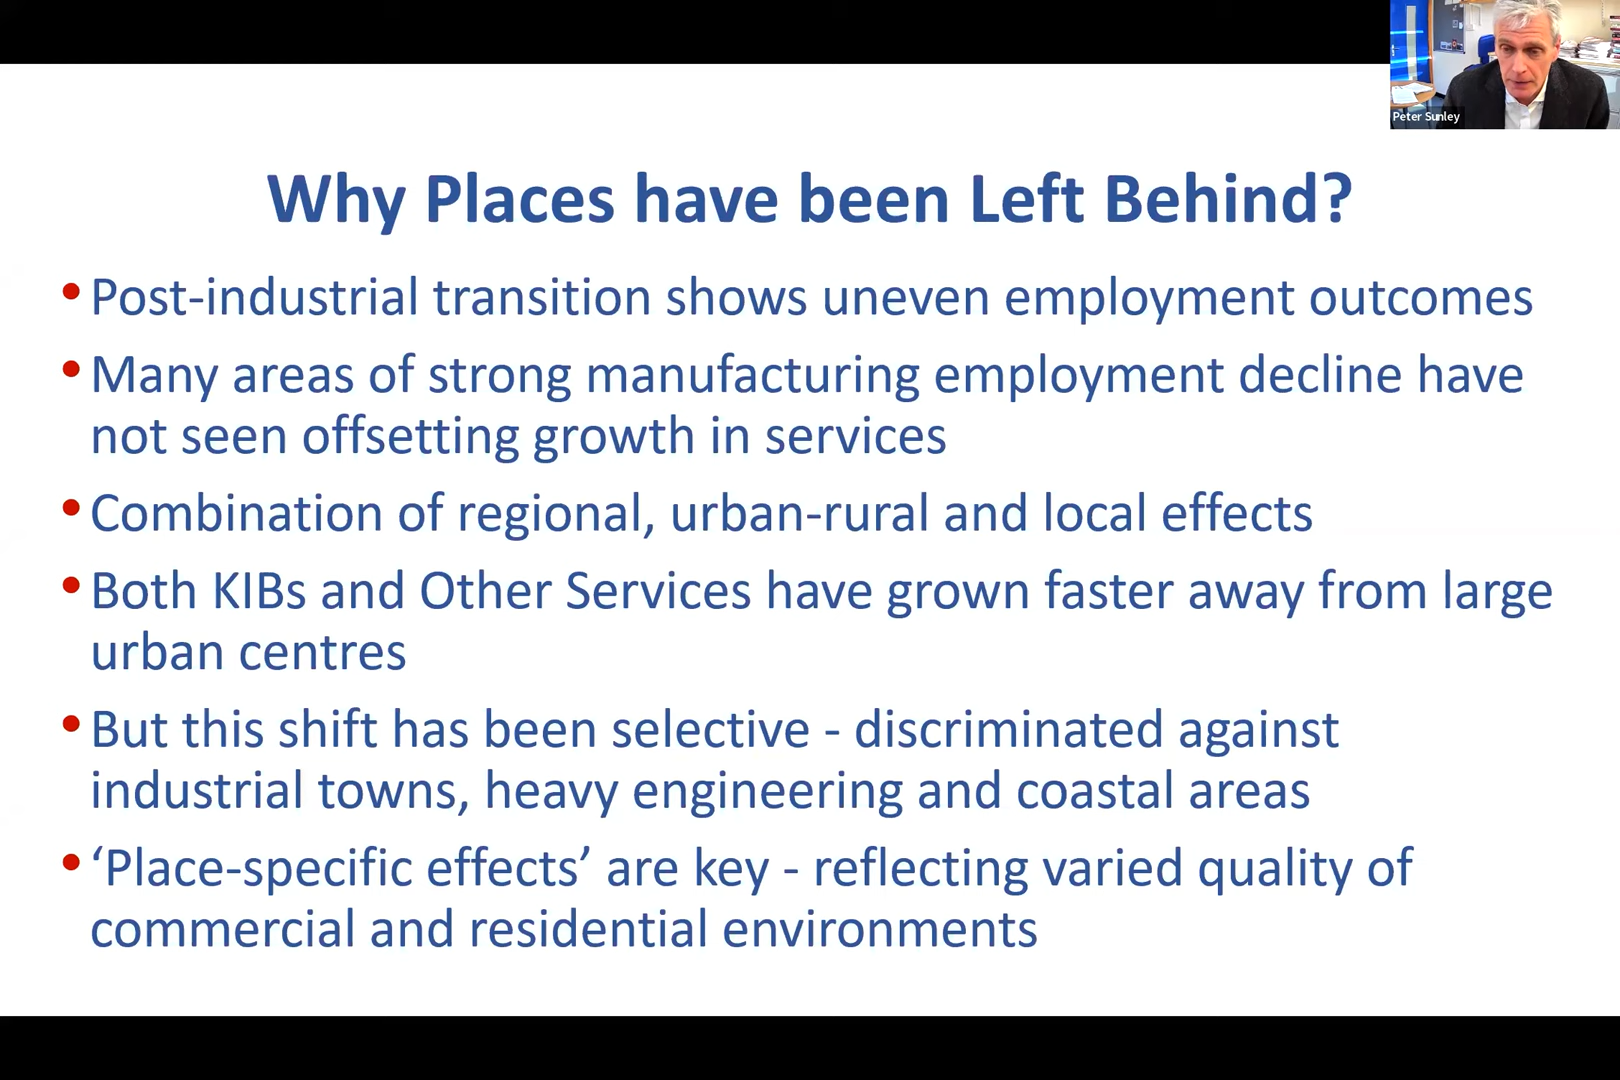 Peter Sunley
Why Places have been Left Behind?
• Post-industrial transition shows uneven employment outcomes
• Many areas of strong manufacturing employment decline have
not seen offsetting growth in services
• Combination of regional, urban-rural and local effects
• Both KIBs and Other Services have grown faster away from large
urban centres
• But this shift has been selective - discriminated against
industrial towns, heavy engineering and coastal areas
• ‘Place-specific effects’ are key - reflecting varied quality of
commercial and residential environments